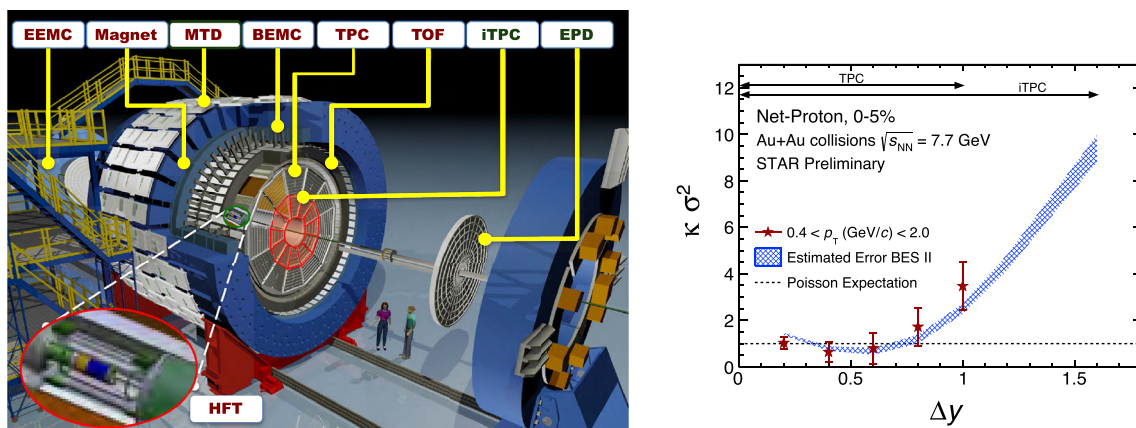 EEMC Magnet MTD BEMC TPC TOF iTPC EPD
HFT
TPC
iTPC
Net-Proton, 0-5%
Au+Au collisions √sNN = 7.7 GeV
STAR Preliminary
0.4 < pT (GeV/c) < 2.0
Estimated Error BES II
Poisson Expectation
κ σ²
12
10
8
6
4
2
0
0 0.5 1 1.5
Δy